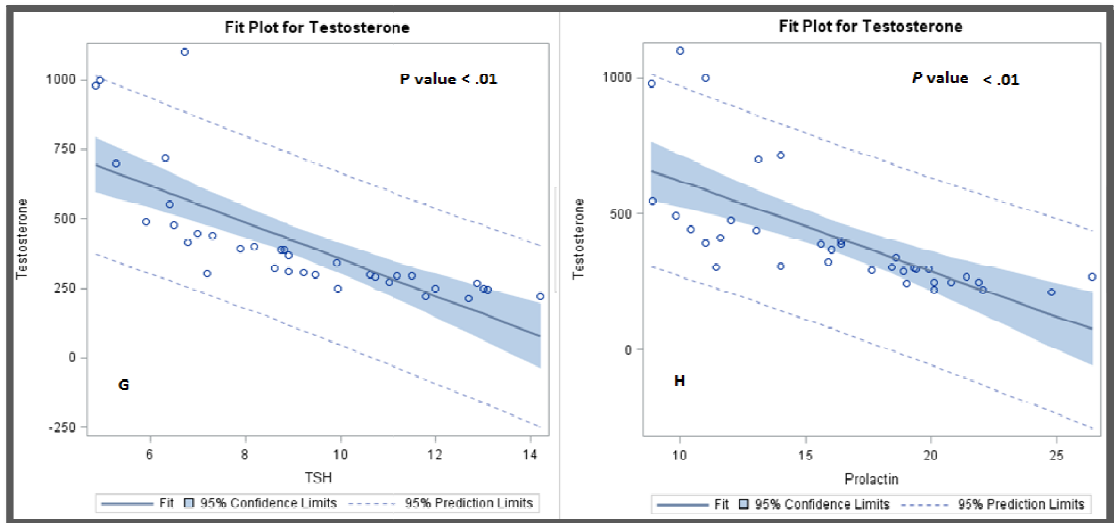 Fit Plot for Testosterone
P value < .01
1000
750
500
250
0
-250
Testosterone
G
6
8
10
12
14
TSH
Fit 95% Confidence Limits 95% Prediction Limits
Fit Plot for Testosterone
P value < .01
1000
500
0
Testosterone
H
10
15
20
25
Prolactin
Fit 95% Confidence Limits 95% Prediction Limits